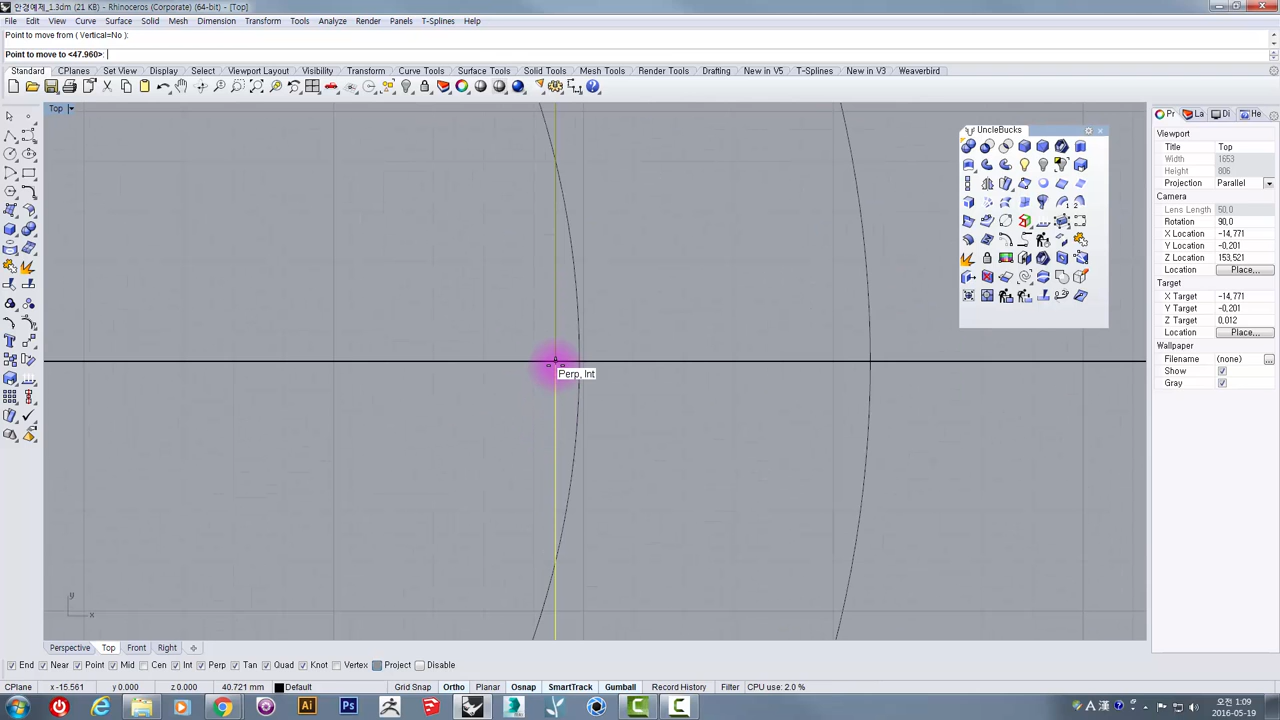 안경예제_1.3dm (21 KB) - Rhinoceros (Corporate) (64-bit) - [Top]
File Edit View Curve Surface Solid Mesh Dimension Transform Tools Analyze Render Panels T-Splines Help
Point to move from ( Vertical=No ):
Point to move to <47.960>:
Standard CPlanes Set View Display Select Viewport Layout Visibility Transform Curve Tools Surface Tools Solid Tools Mesh Tools Render Tools Drafting New in V5 T-Splines New in V3 Weaverbird
Top
Pr La Di He
UncleBucks
Viewport
Title Top
Width 1653
Height 806
Projection Parallel
Camera
Lens Length 50,0
Rotation 90,0
X Location -14,771
Y Location -0,201
Z Location 153,521
Location Place...
Target
X Target -14,771
Y Target -0,201
Z Target 0,012
Location Place...
Wallpaper
Filename (none) ...
Show
Gray
Perp, Int
y
x
Perspective Top Front Right
End Near Point Mid Cen Int Perp Tan Quad Knot Vertex Project Disable
CPlane x -15.561 y 0.000 z 0.000 40.721 mm Default Grid Snap Ortho Planar Osnap SmartTrack Gumball Record History Filter CPU use: 2.0 %
Ai Ps A 漢 오전 1:09
2016-05-19